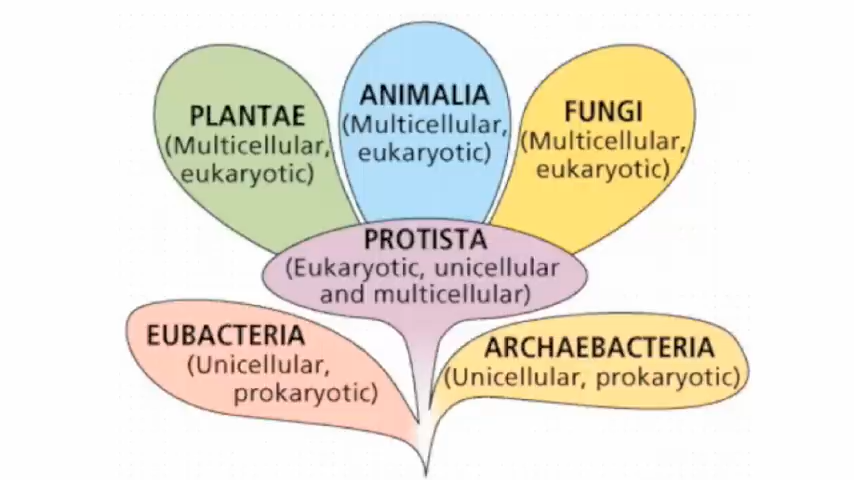 PLANTAE
(Multicellular,
eukaryotic)
ANIMALIA
(Multicellular,
eukaryotic)
FUNGI
(Multicellular,
eukaryotic)
PROTISTA
(Eukaryotic, unicellular
and multicellular)
EUBACTERIA
(Unicellular,
prokaryotic)
ARCHAEBACTERIA
(Unicellular, prokaryotic)